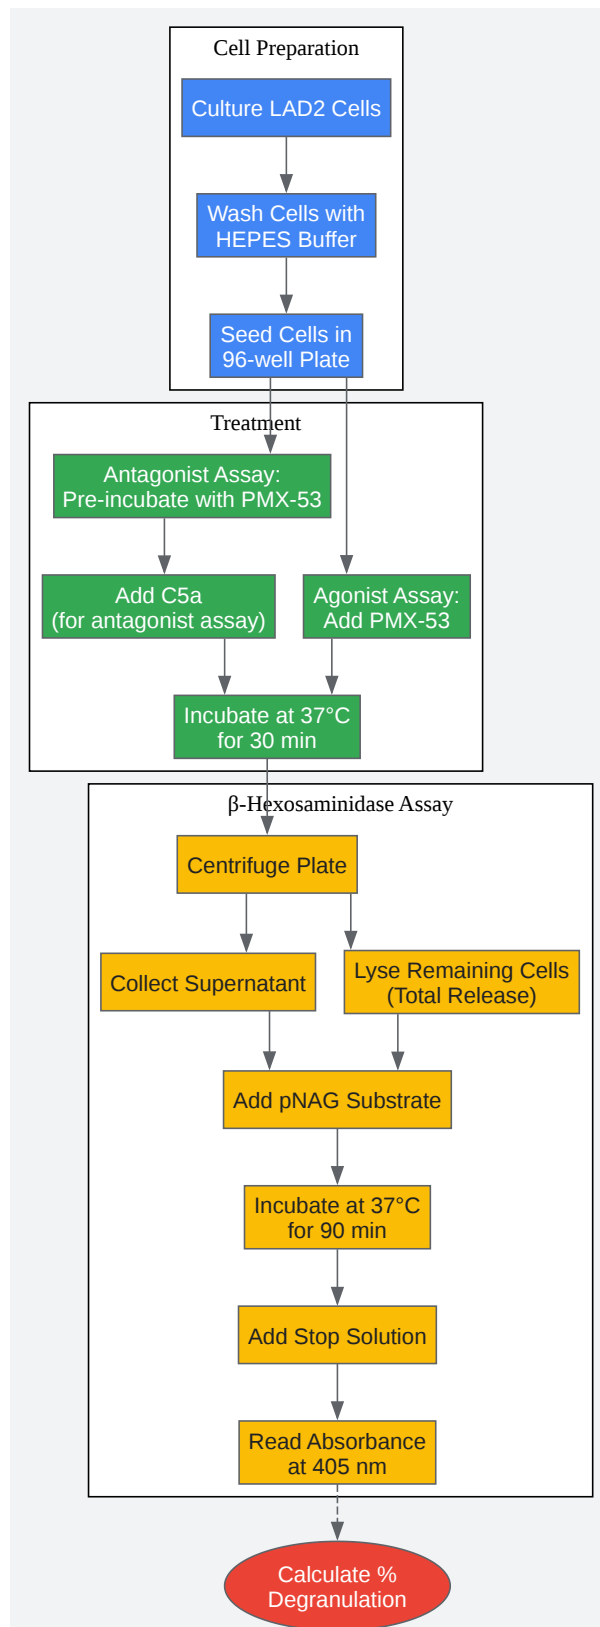 Cell Preparation
Culture LAD2 Cells
Wash Cells with
HEPES Buffer
Seed Cells in
96-well Plate
Treatment
Antagonist Assay:
Pre-incubate with PMX-53
Add C5a
(for antagonist assay)
Agonist Assay:
Add PMX-53
Incubate at 37°C
for 30 min
β-Hexosaminidase Assay
Centrifuge Plate
Collect Supernatant
Lyse Remaining Cells
(Total Release)
Add pNAG Substrate
Incubate at 37°C
for 90 min
Add Stop Solution
Read Absorbance
at 405 nm
Calculate %
Degranulation